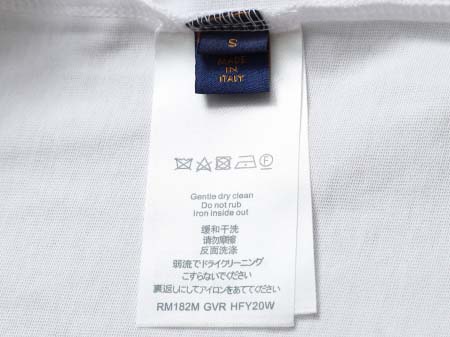 S
MADE
IN
ITALY
F
Gentle dry clean
Do not rub
Iron inside out
缓和干洗
请勿摩擦
反面洗涤
弱流でドライクリーニング
こすらないでください
裏返しにしてアイロンをあててください
RM182M GVR HFY20W